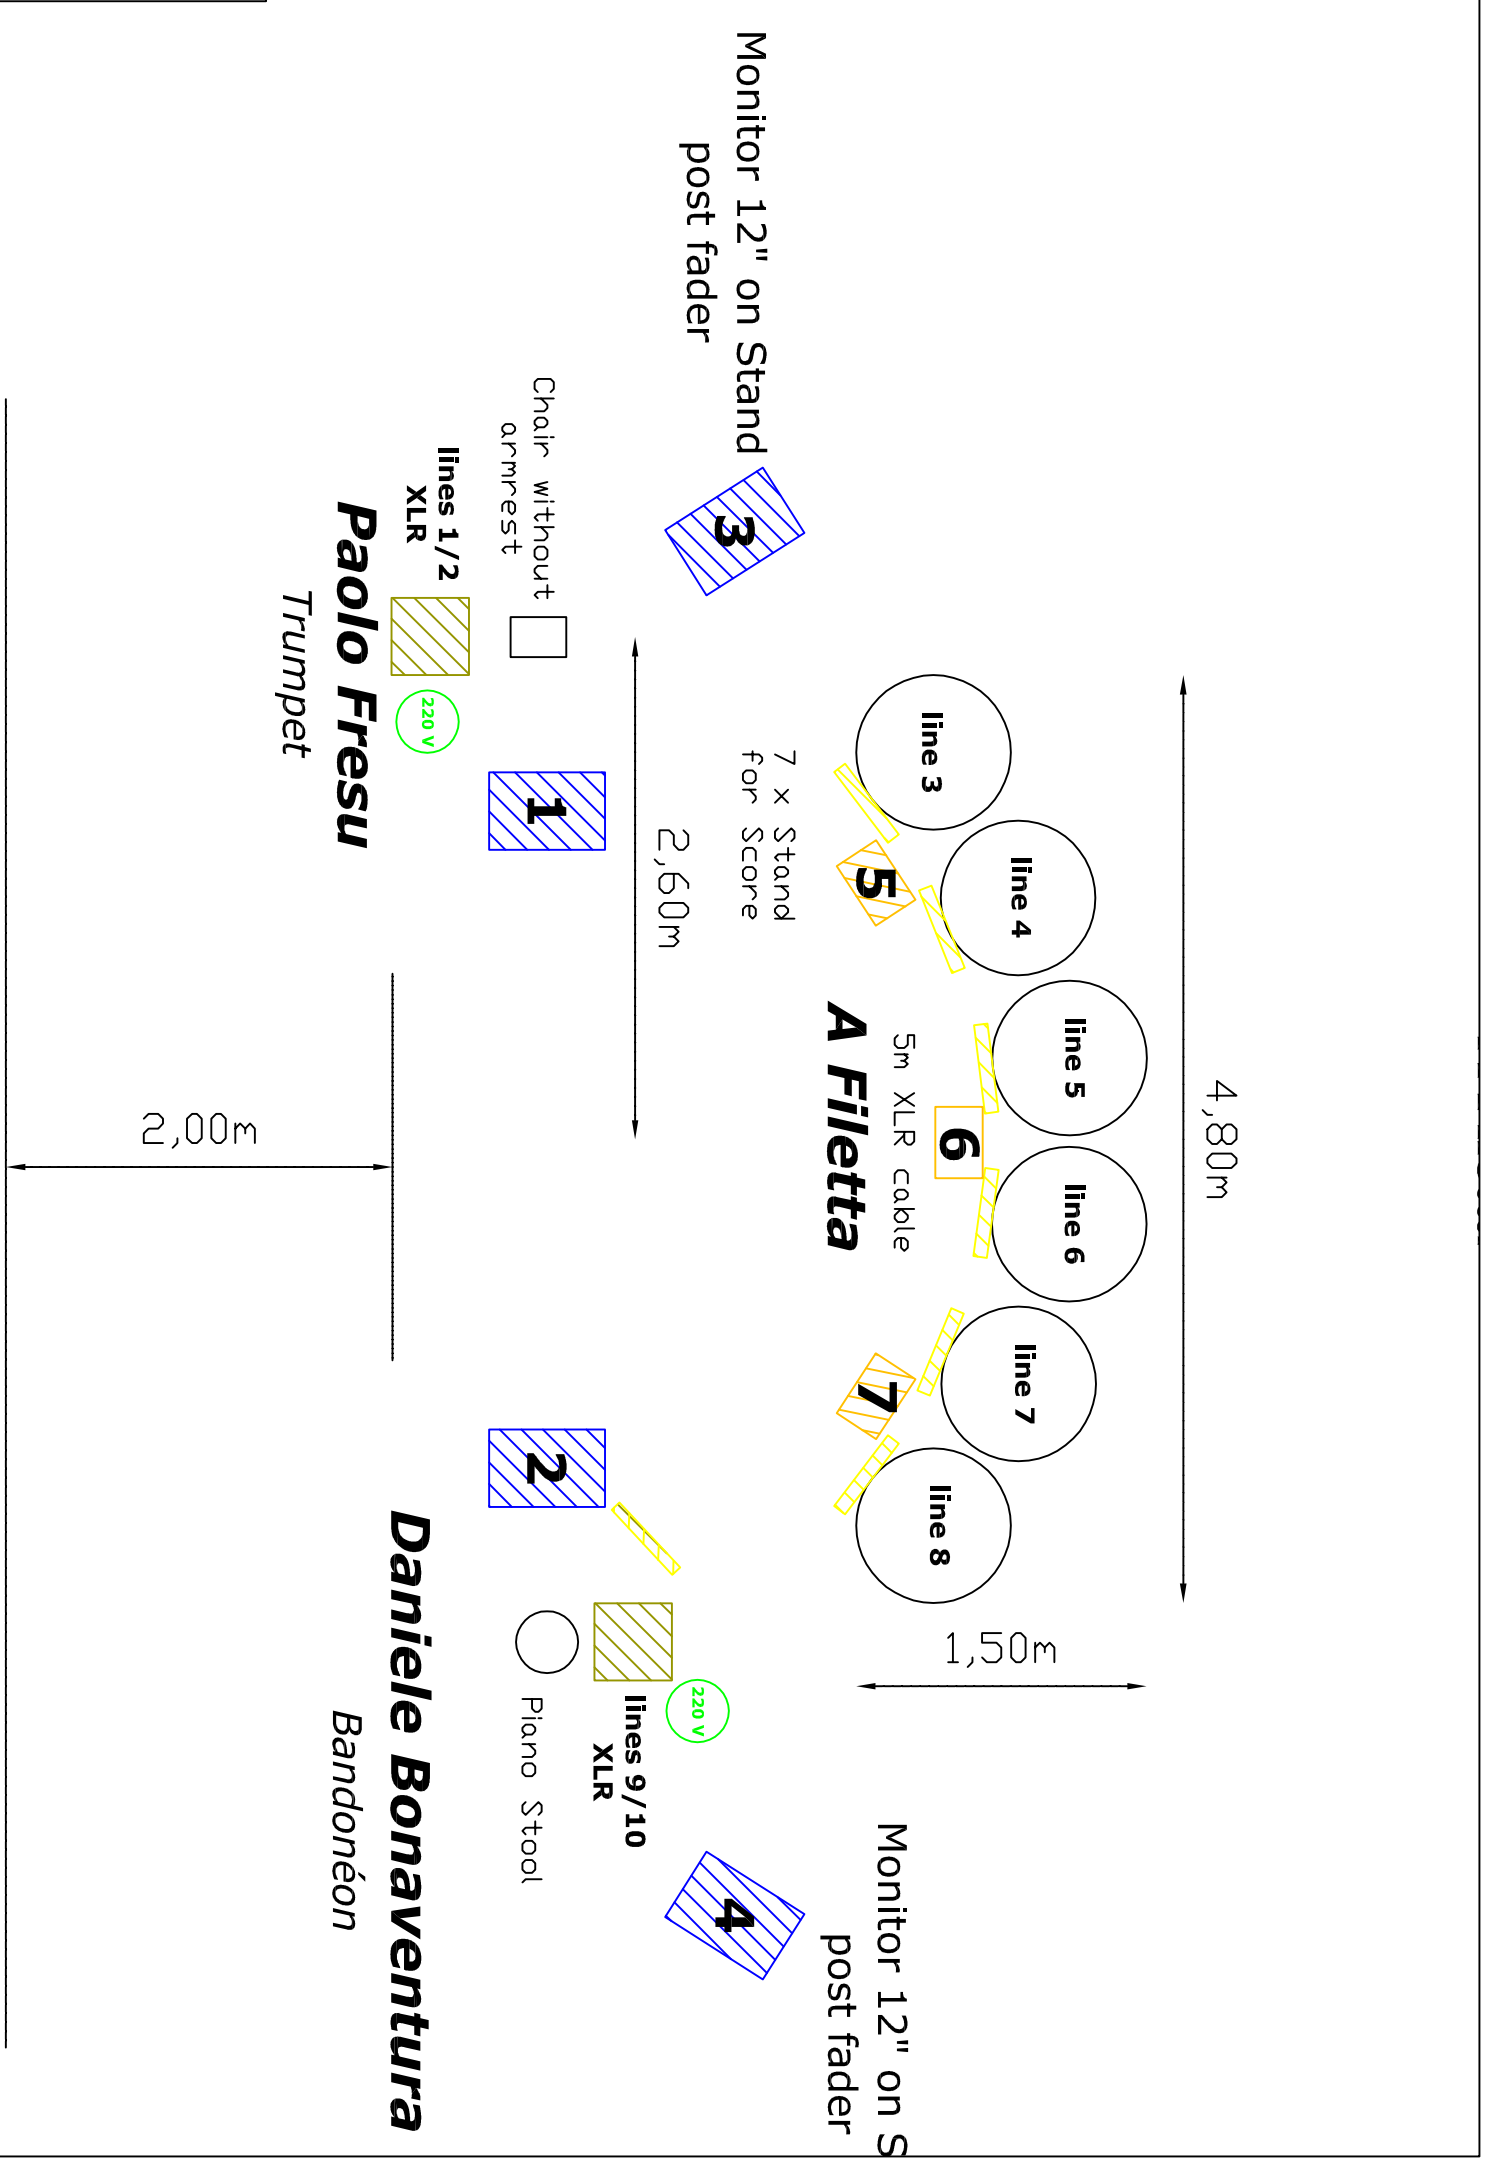 4,80m
line 5
line 6
line 4
line 7
line 3
line 8
1,50m
5m XLR cable
6
5
7
A Filetta
7 x Stand
for Score
Monitor 12" on Stand
post fader
3
Monitor 12" on S
post fader
4
2,60m
220 V
lines 9/10
XLR
Chair without
armrest
1
2
Piano Stool
lines 1/2
XLR
220 V
Paolo Fresu
Trumpet
Daniele Bonaventura
Bandonéon
2,00m